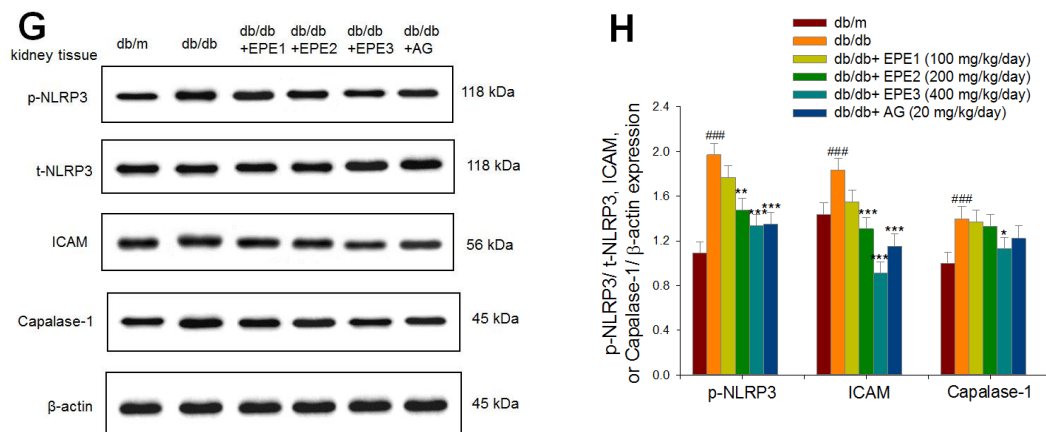 G
kidney tissue
db/m
db/db
db/db
+EPE1
db/db
+EPE2
db/db
+EPE3
db/db
+AG
p-NLRP3
118 kDa
t-NLRP3
118 kDa
ICAM
56 kDa
Capalase-1
45 kDa
β-actin
45 kDa
H
db/m
db/db
db/db+ EPE1 (100 mg/kg/day)
db/db+ EPE2 (200 mg/kg/day)
db/db+ EPE3 (400 mg/kg/day)
db/db+ AG (20 mg/kg/day)
p-NLRP3/ t-NLRP3, ICAM,
or Capalase-1/ β-actin expression
2.4
2.0
1.6
1.2
0.8
0.4
0.0
###
**
***
***
###
***
***
***
###
*
p-NLRP3
ICAM
Capalase-1